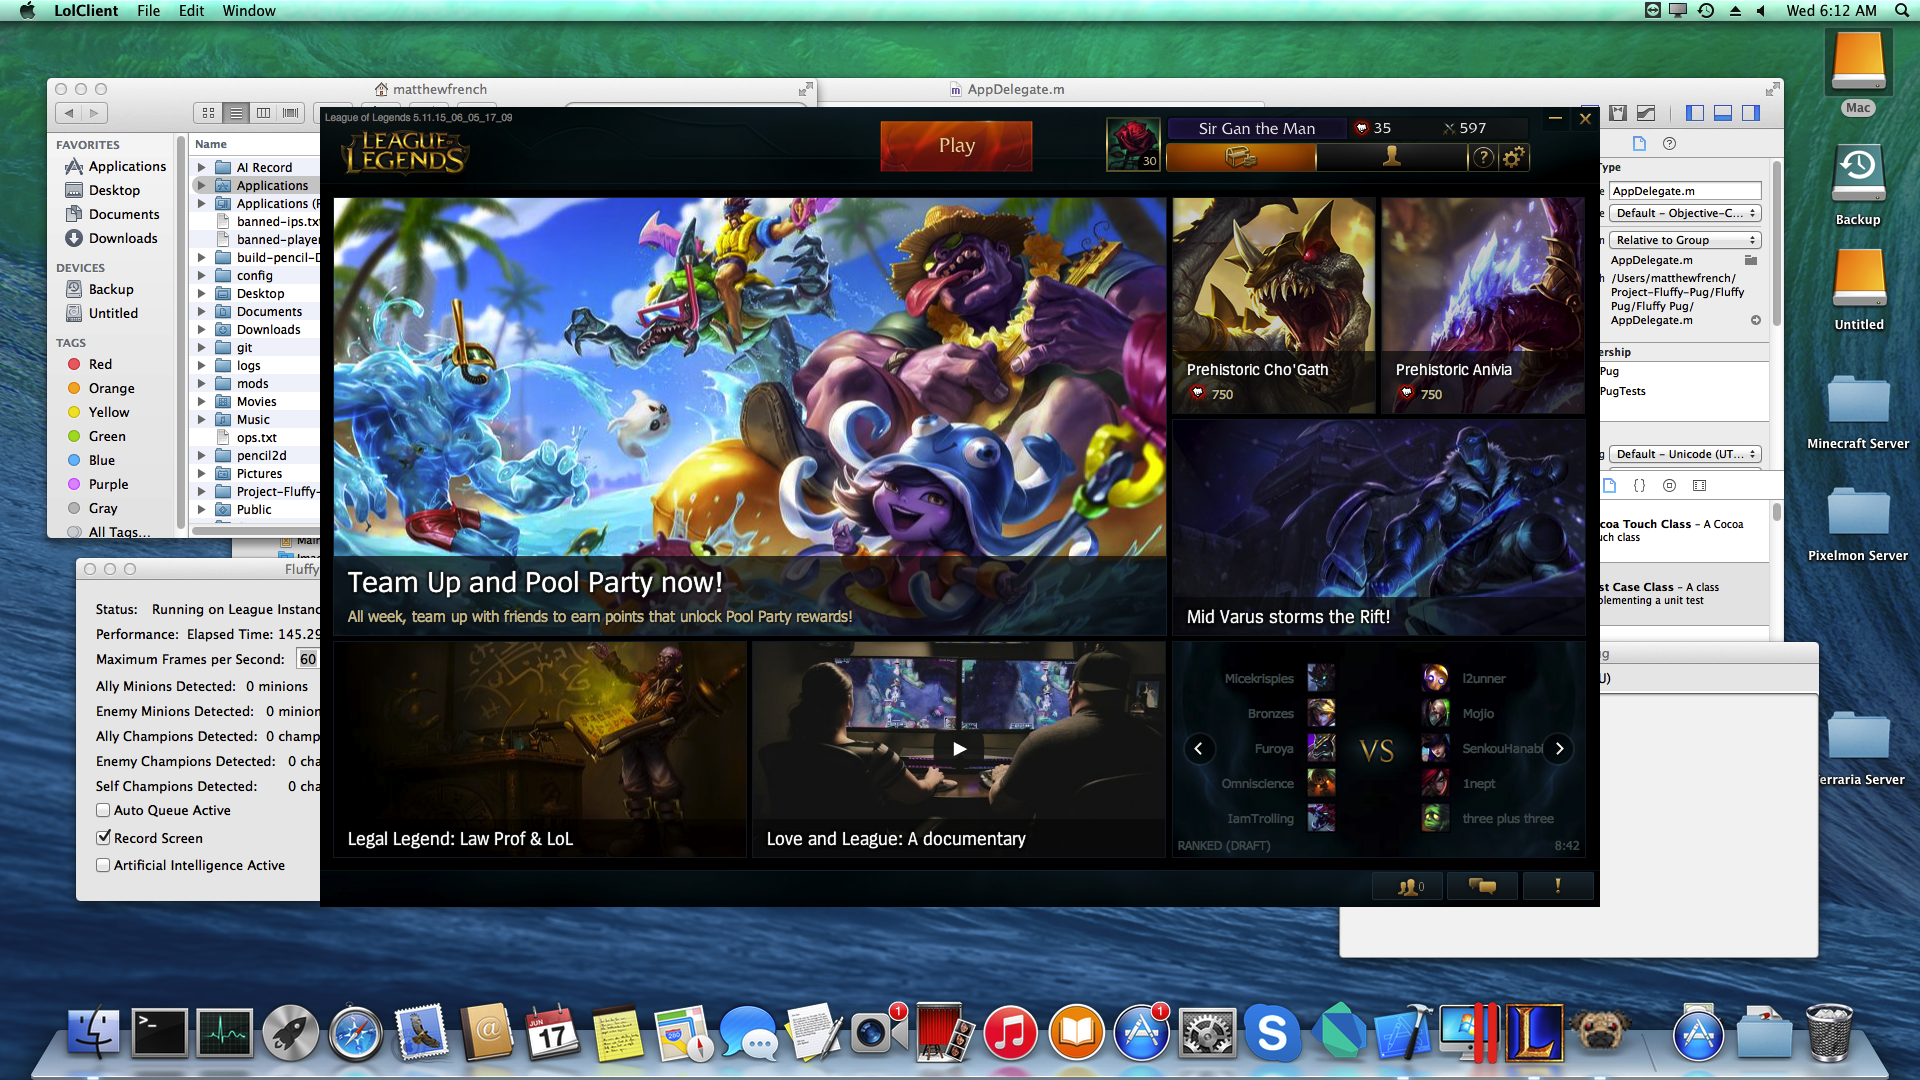 LolClient File Edit Window
Wed 6:12 AM
matthewfrench
AppDelegate.m
FAVORITES
Applications
Desktop
Documents
Downloads
DEVICES
Backup
Untitled
TAGS
Red
Orange
Yellow
Green
Blue
Purple
Gray
All Tags...
Name
AI Record
Applications
Applications (P
banned-ips.tx
banned-player
build-pencil-D
config
Desktop
Documents
Downloads
git
logs
mods
Movies
Music
ops.txt
pencil2d
Pictures
Project-Fluffy-
Public
Fluffy
Status: Running on League Instanc
Performance: Elapsed Time: 145.29
Maximum Frames per Second: 60
Ally Minions Detected: 0 minions
Enemy Minions Detected: 0 minion
Ally Champions Detected: 0 champ
Enemy Champions Detected: 0 cha
Self Champions Detected: 0 cha
Auto Queue Active
Record Screen
Artificial Intelligence Active
League of Legends 5.11.15_06_05_17_09
LEAGUE OF LEGENDS
Play
30
Sir Gan the Man
35
597
?
Team Up and Pool Party now!
All week, team up with friends to earn points that unlock Pool Party rewards!
Prehistoric Cho'Gath
750
Prehistoric Anivia
750
Mid Varus storms the Rift!
Legal Legend: Law Prof & LoL
Love and League: A documentary
Micekrispies
Bronzes
Furoya
Omniscience
IamTrolling
VS
l2unner
Mojio
SenkouHanabi
1nept
three plus three
RANKED (DRAFT)
8:42
0
!
Type
AppDelegate.m
Default - Objective-C...
Relative to Group
AppDelegate.m
/Users/matthewfrench/
Project-Fluffy-Pug/Fluffy
Pug/Fluffy Pug/
AppDelegate.m
ership
Pug
PugTests
Default - Unicode (UT...
{}
coa Touch Class - A Cocoa
uch class
st Case Class - A class
plementing a unit test
ug
U)
Mac
Backup
Untitled
Minecraft Server
Pixelmon Server
erraria Server
JUN
17
280
1
1